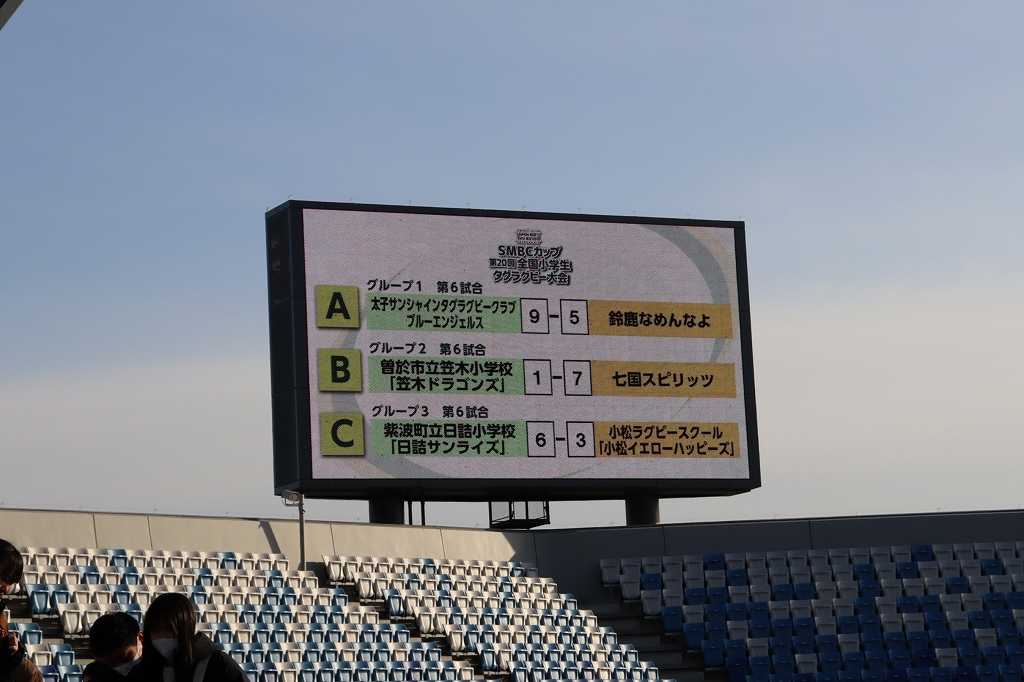 SMBCカップ
第20回 全国小学生
タグラグビー大会
グループ1 第6試合
A
太子サンシャインタグラグビークラブ
ブルーエンジェルス
9-5
鈴鹿なめんなよ
グループ2 第6試合
B
曽於市立笠木小学校
「笠木ドラゴンズ」
1-7
七国スピリッツ
グループ3 第6試合
C
紫波町立日詰小学校
「日詰サンライズ」
6-3
小松ラグビースクール
「小松イエローハッピーズ」